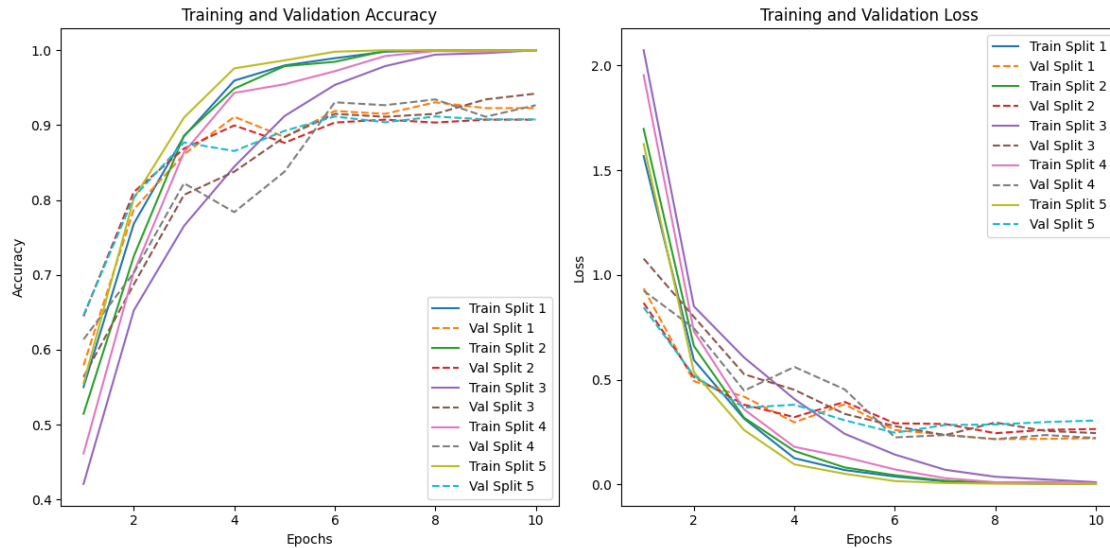 Training and Validation Accuracy
1.0
0.9
0.8
0.7
0.6
0.5
0.4
Accuracy
2
4
6
8
10
Epochs
Train Split 1
Val Split 1
Train Split 2
Val Split 2
Train Split 3
Val Split 3
Train Split 4
Val Split 4
Train Split 5
Val Split 5
Training and Validation Loss
2.0
1.5
1.0
0.5
0.0
Loss
2
4
6
8
10
Epochs
Train Split 1
Val Split 1
Train Split 2
Val Split 2
Train Split 3
Val Split 3
Train Split 4
Val Split 4
Train Split 5
Val Split 5